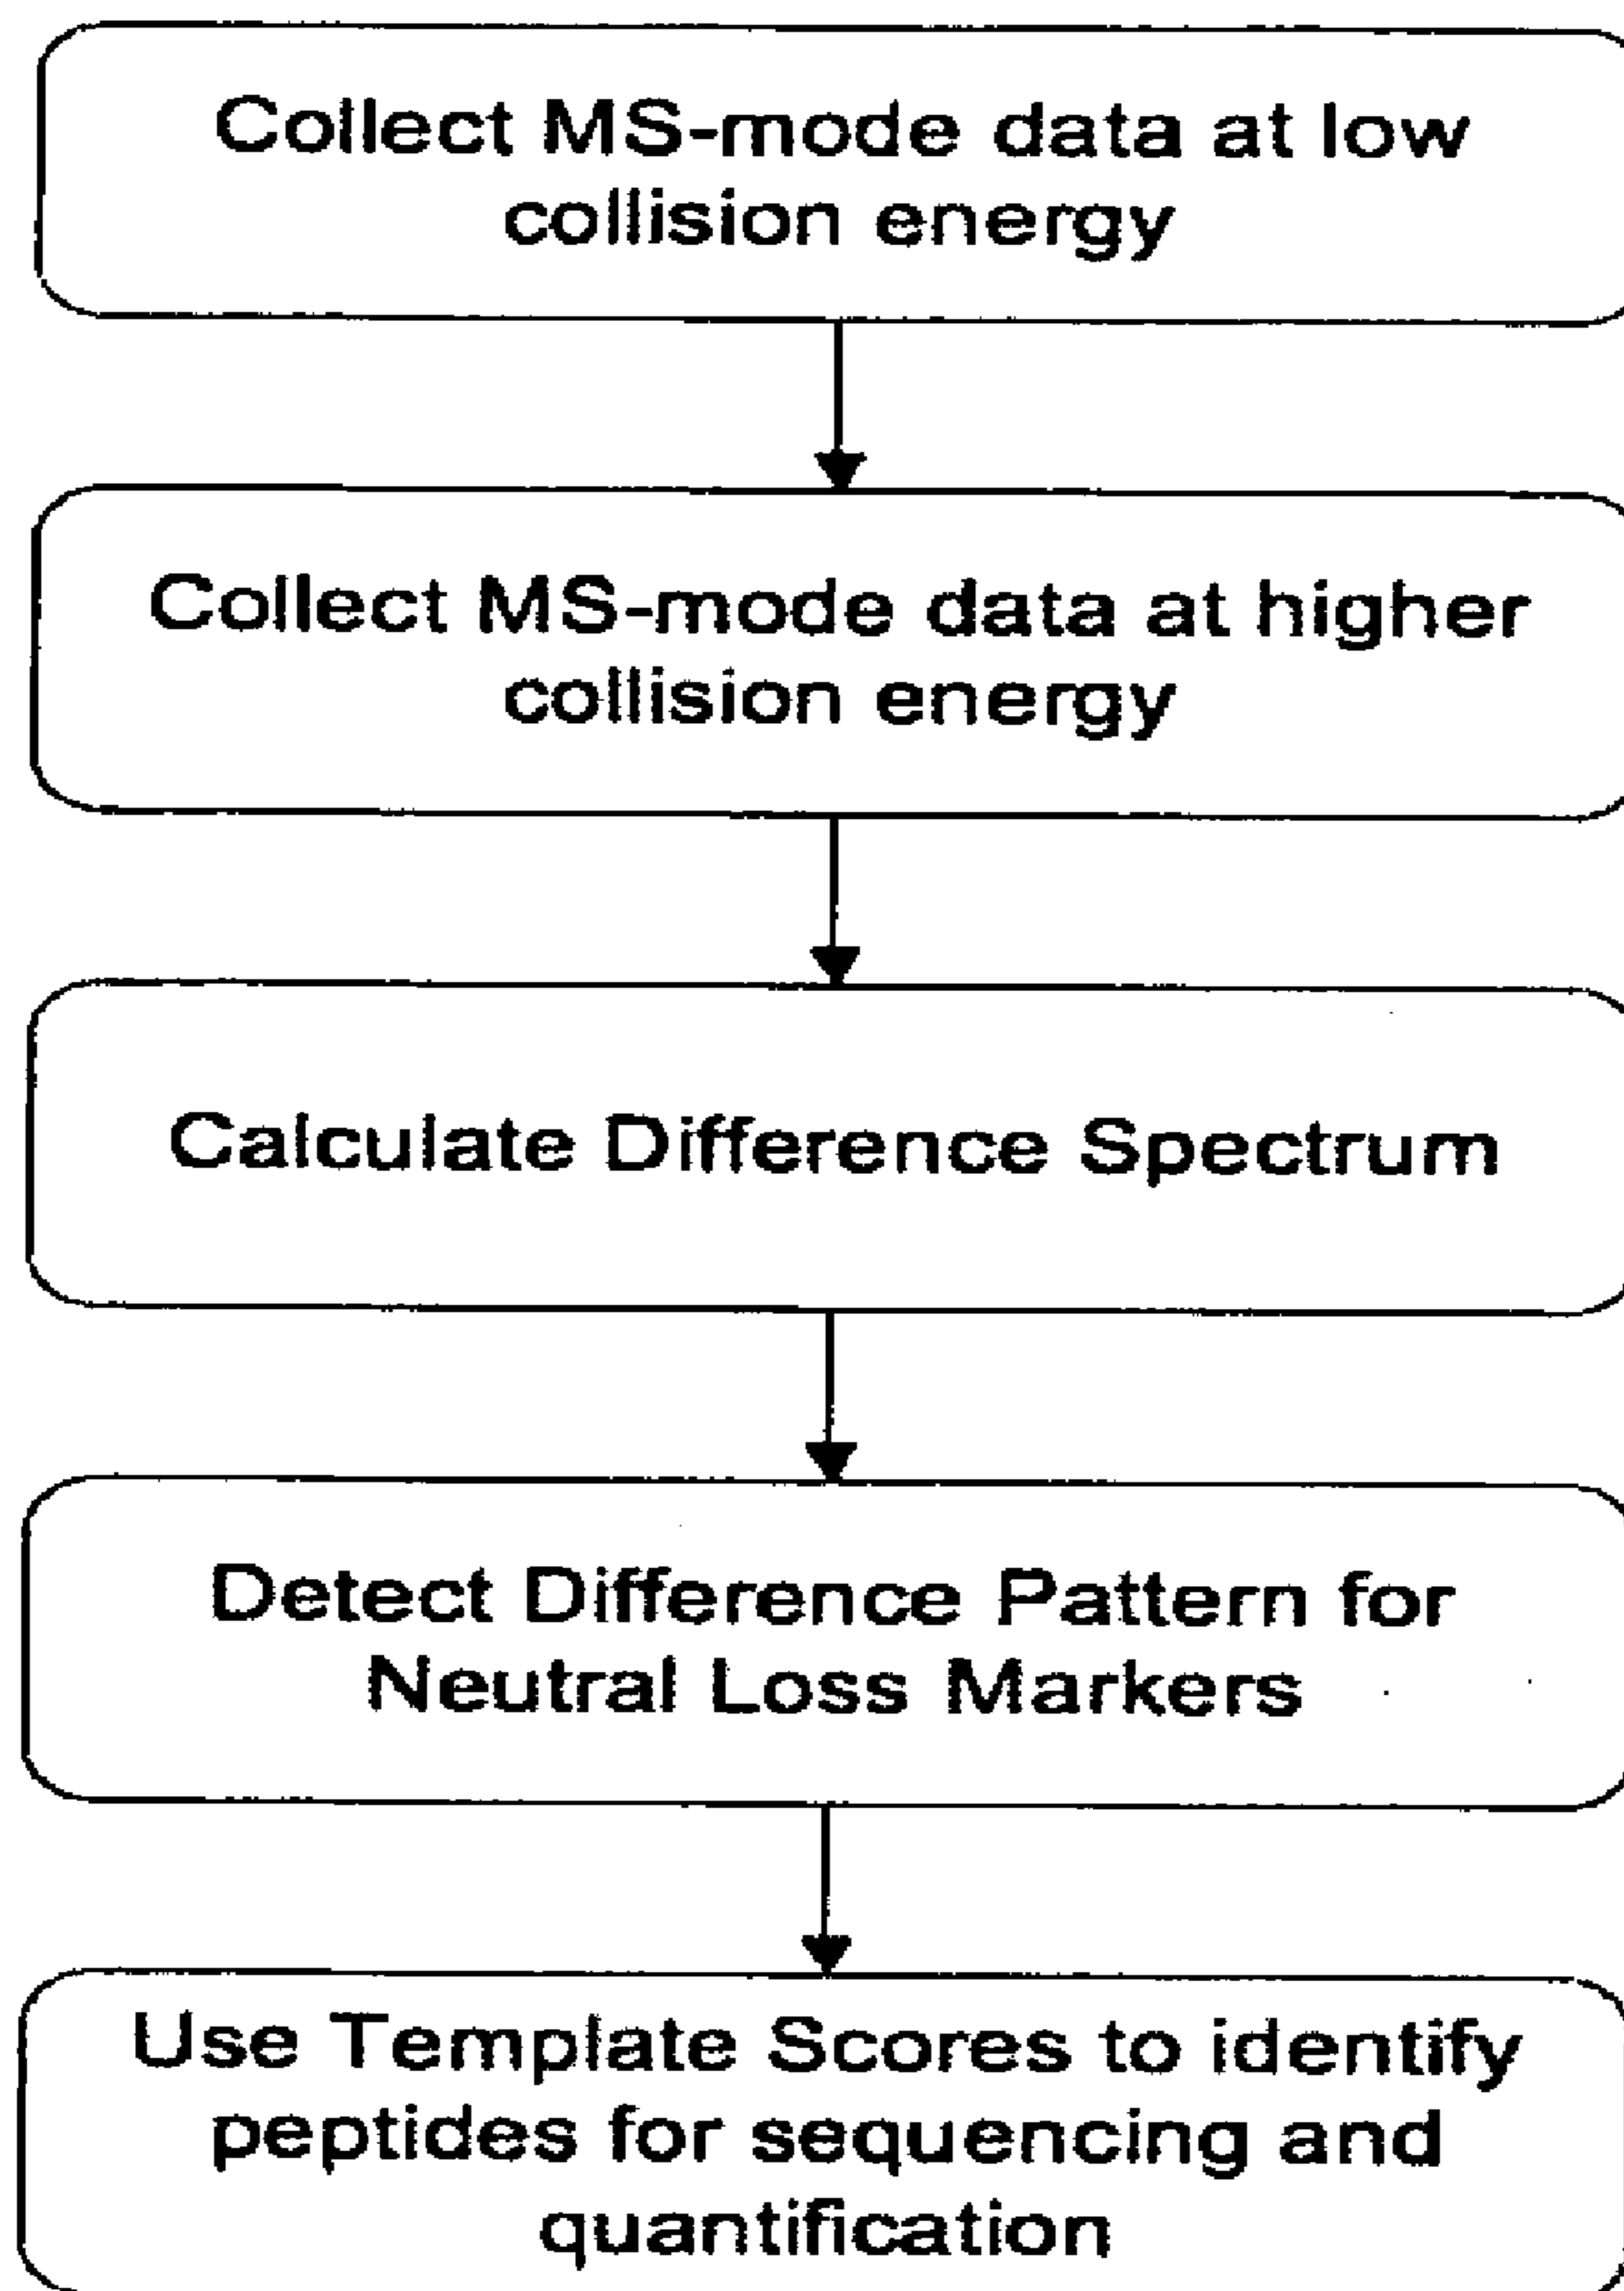 Collect MS-mode data at low
collision energy
Collect MS-mode data at higher
collision energy
Calculate Difference Spectrum
Detect Difference Pattern for
Neutral Loss Markers
Use Template Scores to identify
peptides for sequencing and
quantification